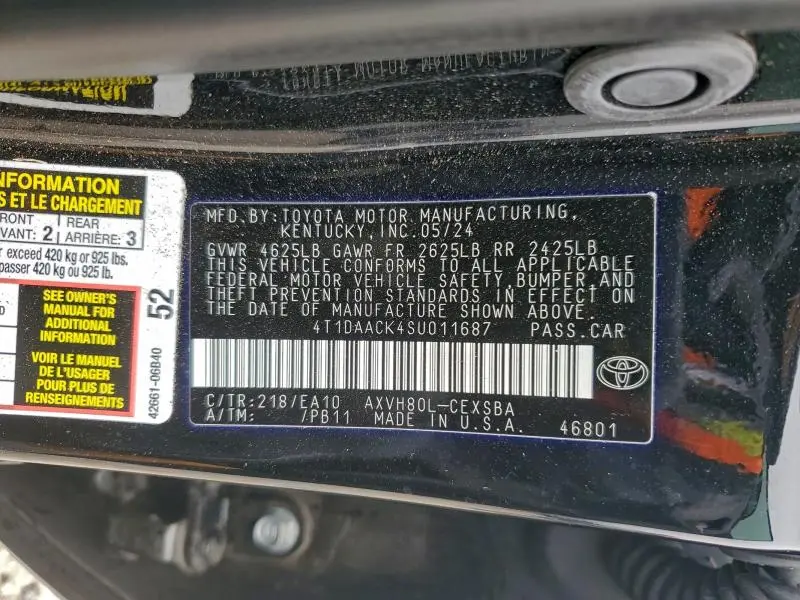 NFORMATION
S ET LE CHARGEMENT
FRONT REAR
VANT: 2 ARRIÈRE: 3
r exceed 420 kg or 925 lbs.
passer 420 kg ou 925 lb.
SEE OWNER'S
MANUAL FOR
ADDITIONAL
INFORMATION
VOIR LE MANUEL
DE L'USAGER
POUR PLUS DE
RENSEIGNEMENTS
52
42661-06B40
MFD.BY:TOYOTA MOTOR MANUFACTURING,
KENTUCKY,INC.05/24
GVWR 4625LB GAWR FR 2625LB RR 2425LB
THIS VEHICLE CONFORMS TO ALL APPLICABLE
FEDERAL MOTOR VEHICLE SAFETY,BUMPER,AND
THEFT PREVENTION STANDARDS IN EFFECT ON
THE DATE OF MANUFACTURE SHOWN ABOVE.
4T1DAACK4SU011687 PASS.CAR
C/TR:218/EA10 AXVH80L-CEXSBA
A/TM: /PB11 MADE IN U.S.A. 46801